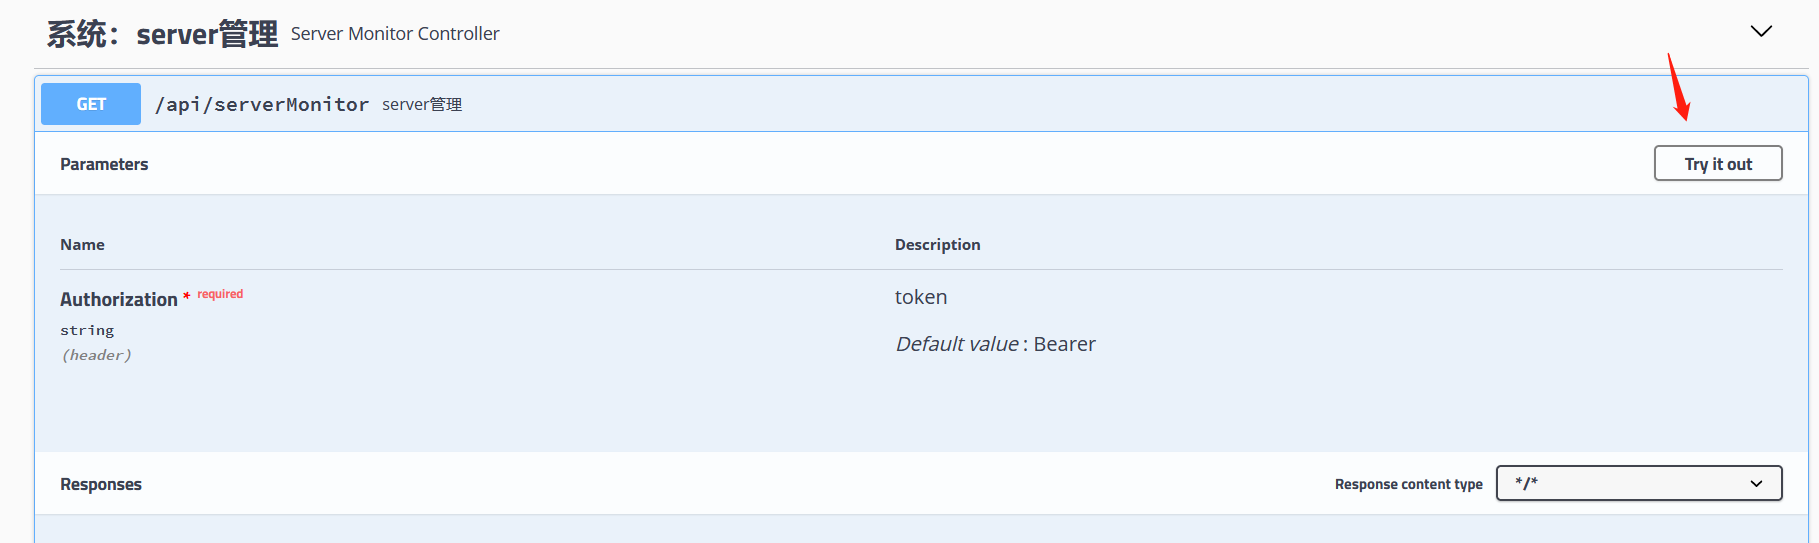 系统：server管理 Server Monitor Controller
GET /api/serverMonitor server管理
Parameters Try it out
Name Description
Authorization * required token
string
Default value : Bearer
(header)
Responses Response content type */*